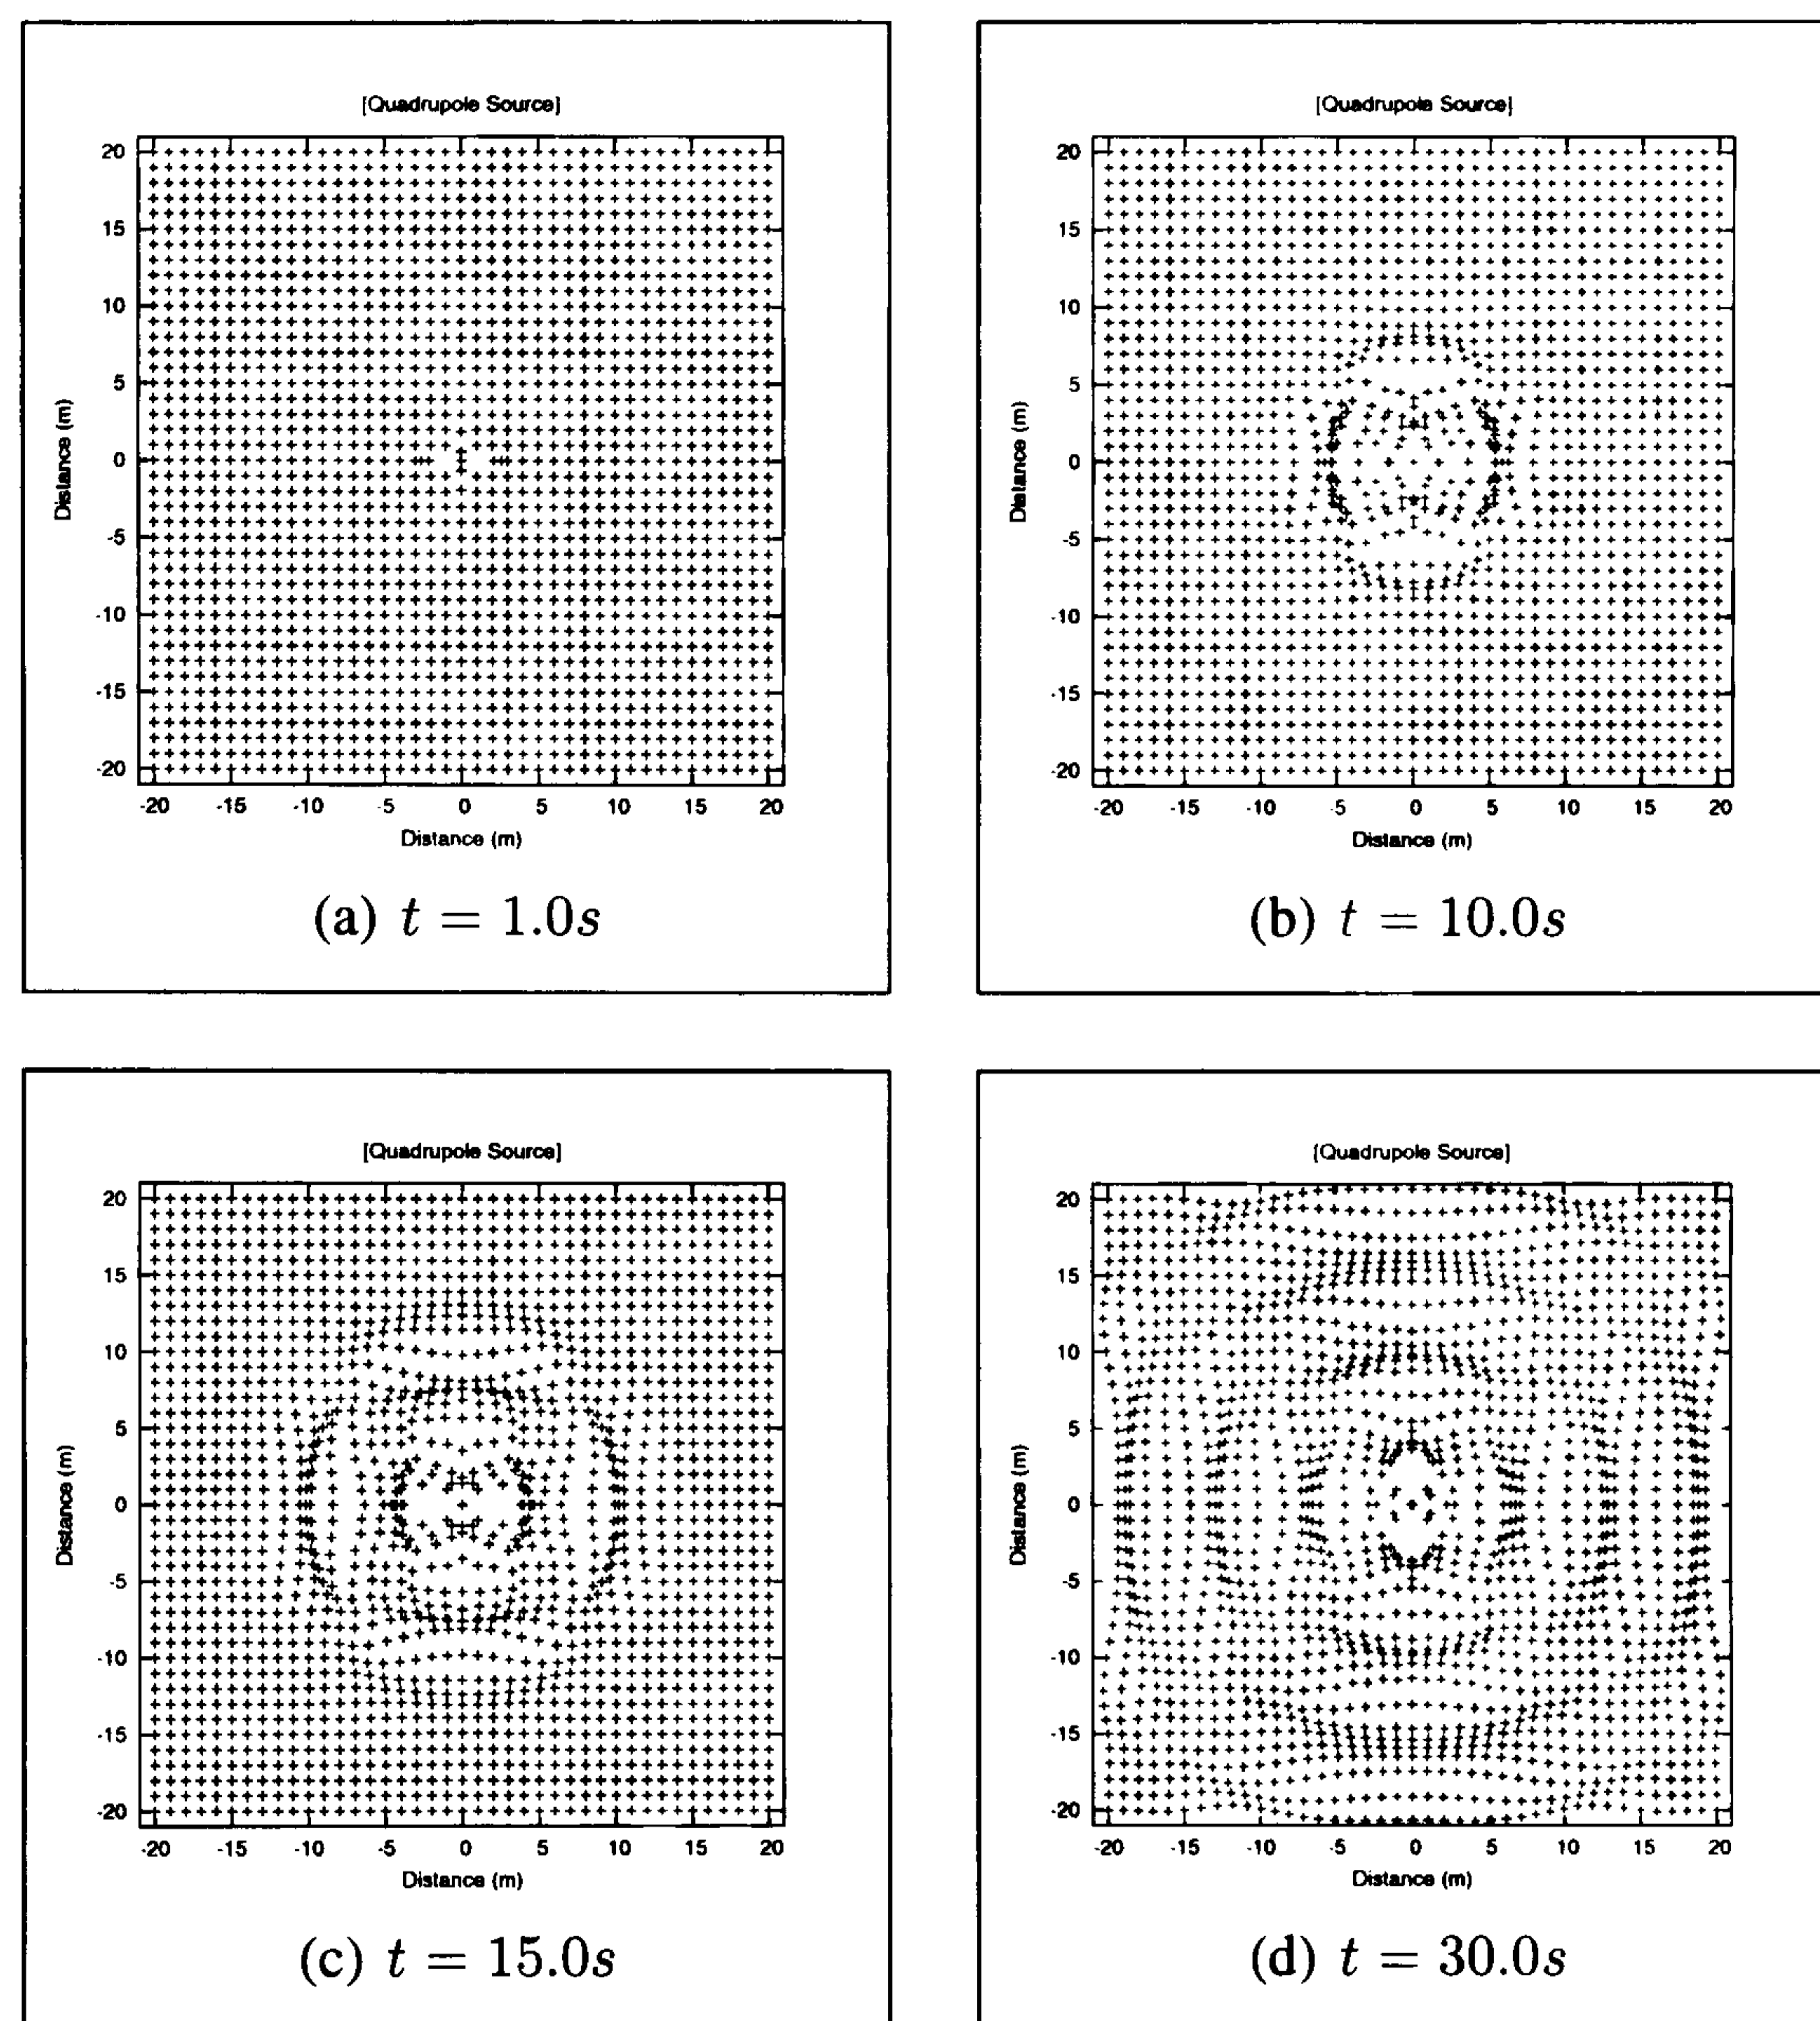 [Quadrupole Source]
20
15
10
5
0
-5
-10
-15
-20
Distance (m)
-20 -15 -10 -5 0 5 10 15 20
Distance (m)
(a) t = 1.0s
[Quadrupole Source]
20
15
10
5
0
-5
-10
-15
-20
Distance (m)
-20 -15 -10 -5 0 5 10 15 20
Distance (m)
(b) t = 10.0s
[Quadrupole Source]
20
15
10
5
0
-5
-10
-15
-20
Distance (m)
-20 -15 -10 -5 0 5 10 15 20
Distance (m)
(c) t = 15.0s
[Quadrupole Source]
20
15
10
5
0
-5
-10
-15
-20
Distance (m)
-20 -15 -10 -5 0 5 10 15 20
Distance (m)
(d) t = 30.0s